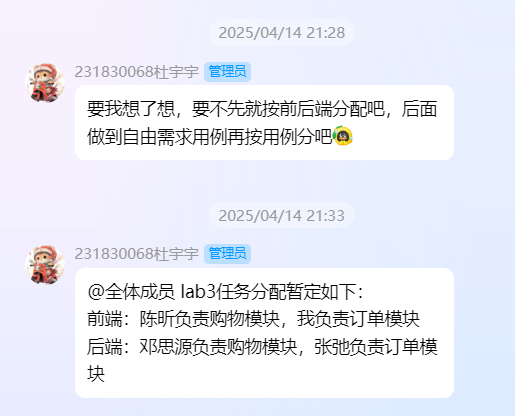 2025/04/14 21:28
231830068杜宇宇 管理员
要我想了想，要不先就按前后端分配吧，后面
做到自由需求用例再按用例分吧
2025/04/14 21:33
231830068杜宇宇 管理员
@全体成员 lab3任务分配暂定如下：
前端：陈昕负责购物模块，我负责订单模块
后端：邓思源负责购物模块，张弛负责订单模
块